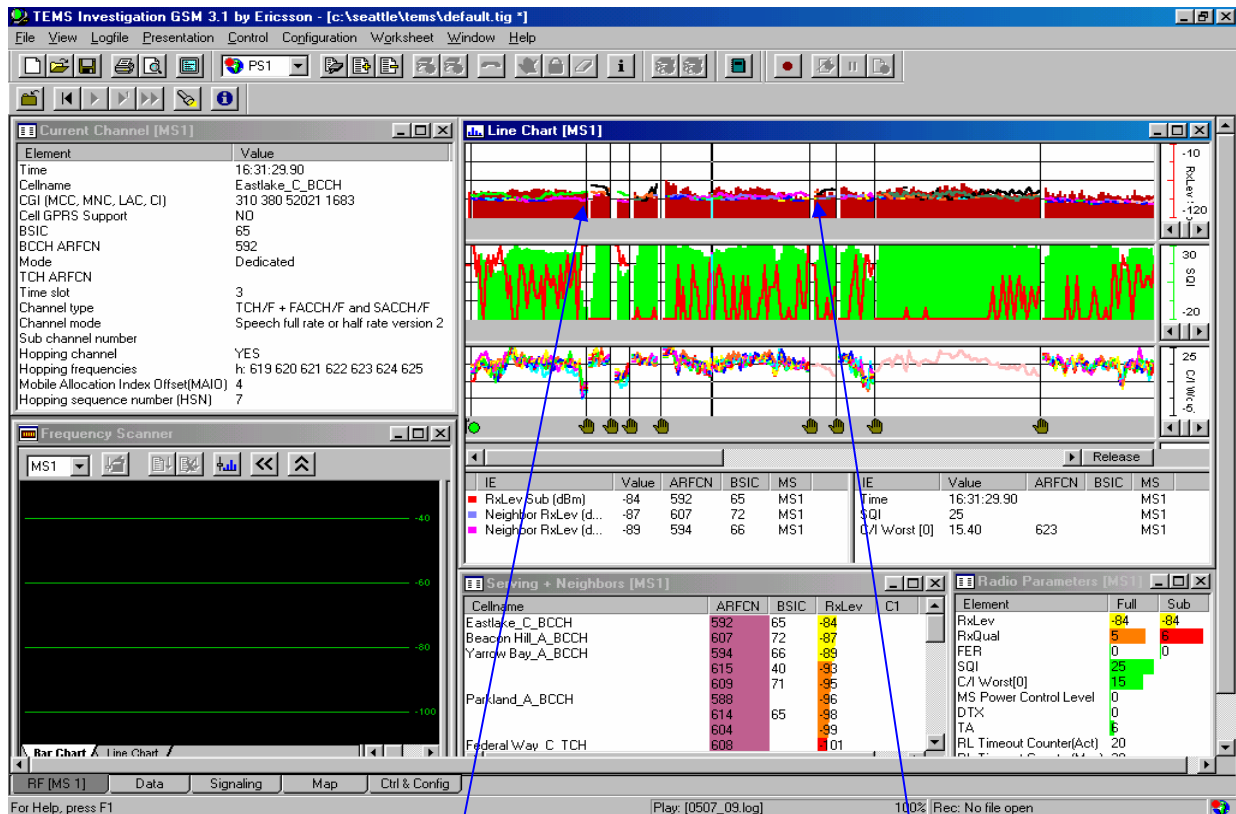 TEMS Investigation GSM 3.1 by Ericsson - [c:\seattle\tems\default.tig *]
File View Logfile Presentation Control Configuration Worksheet Window Help
PS1
Current Channel [MS1]
Element Value
Time 16:31:29.90
Cellname Eastlake_C_BCCH
CGI (MCC, MNC, LAC, CI) 310 380 52021 1683
Cell GPRS Support NO
BSIC 65
BCCH ARFCN 592
Mode Dedicated
TCH ARFCN
Time slot 3
Channel type TCH/F + FACCH/F and SACCH/F
Channel mode Speech full rate or half rate version 2
Sub channel number
Hopping channel YES
Hopping frequencies h: 619 620 621 622 623 624 625
Mobile Allocation Index Offset(MAIO) 4
Hopping sequence number (HSN) 7
Line Chart [MS1]
-10
RxLev
-120
30
SQI
-20
25
C/I Wc
-5.
Release
IE Value ARFCN BSIC MS
RxLev Sub (dBm) -84 592 65 MS1
Neighbor RxLev (d... -87 607 72 MS1
Neighbor RxLev (d... -89 594 66 MS1
IE Value ARFCN BSIC MS
Time 16:31:29.90 MS1
SQI 25 MS1
C/I Worst [0] 15.40 623 MS1
Frequency Scanner
MS1
-40
-60
-80
-100
Bar Chart Line Chart
Serving + Neighbors [MS1]
Cellname ARFCN BSIC RxLev C1
Eastlake_C_BCCH 592 65 -84
Beacon Hill_A_BCCH 607 72 -87
Yarrow Bay_A_BCCH 594 66 -89
615 40 -93
609 71 -95
Parkland_A_BCCH 588 -96
614 65 -98
604 -99
Federal Way_C_TCH 608 -101
Radio Parameters [MS1]
Element Full Sub
RxLev -84 -84
RxQual 5 6
FER 0 0
SQI 25
C/I Worst[0] 15
MS Power Control Level 0
DTX 0
TA 6
RL Timeout Counter(Act) 20
RF [MS 1] Data Signaling Map Ctrl & Config
For Help, press F1 Play: [0507_09.log] 100% Rec: No file open